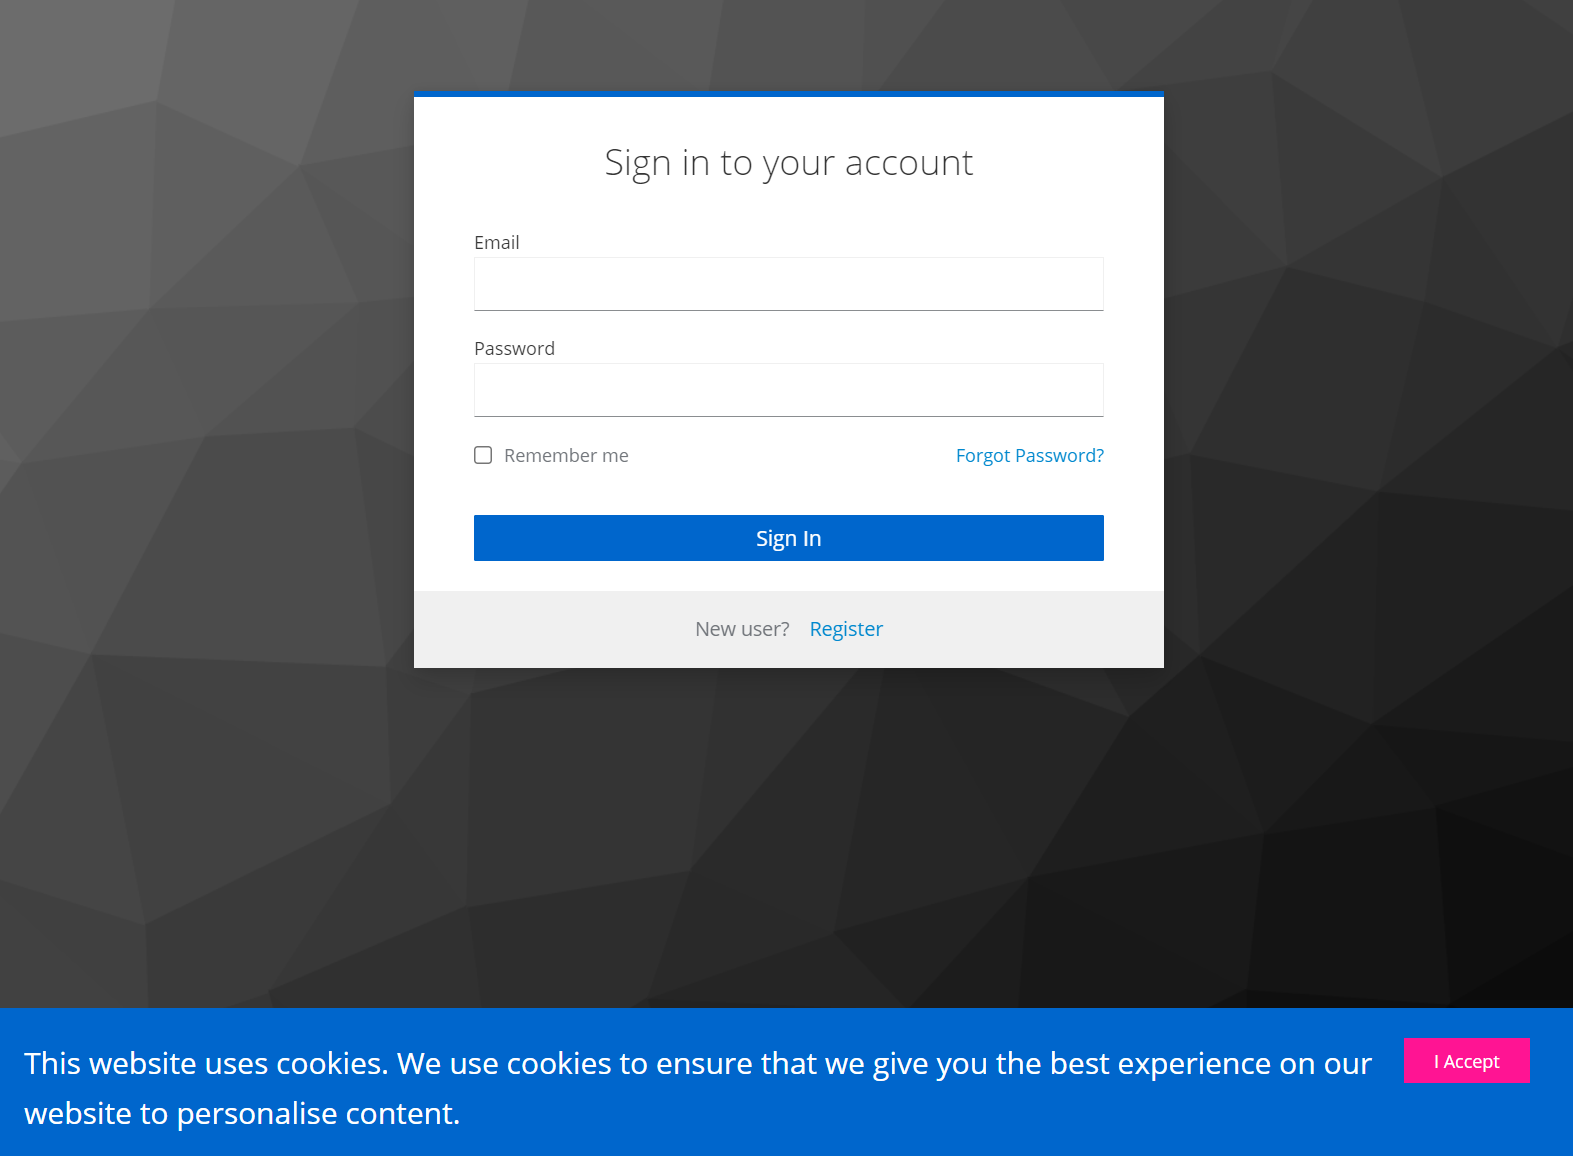 Sign in to your account
Email
Password
Remember me
Forgot Password?
Sign In
New user? Register
This website uses cookies. We use cookies to ensure that we give you the best experience on our
website to personalise content.
I Accept